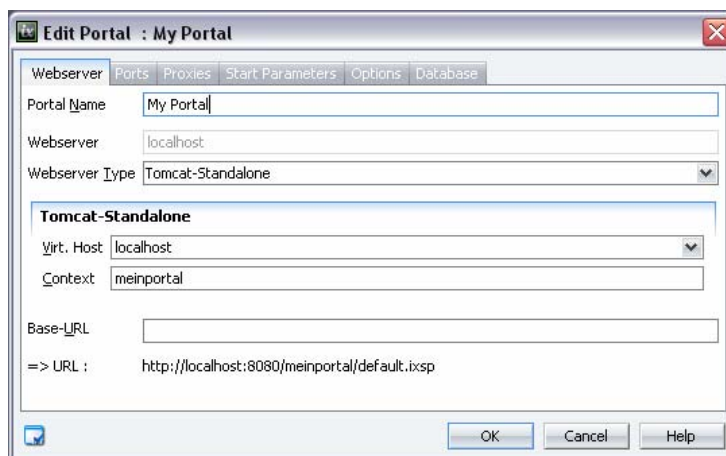 ix Edit Portal : My Portal
Webserver Ports Proxies Start Parameters Options Database
Portal Name My Portal
Webserver localhost
Webserver Type Tomcat-Standalone
Tomcat-Standalone
Virt. Host localhost
Context meinportal
Base-URL
=> URL : http://localhost:8080/meinportal/default.ixsp
OK Cancel Help